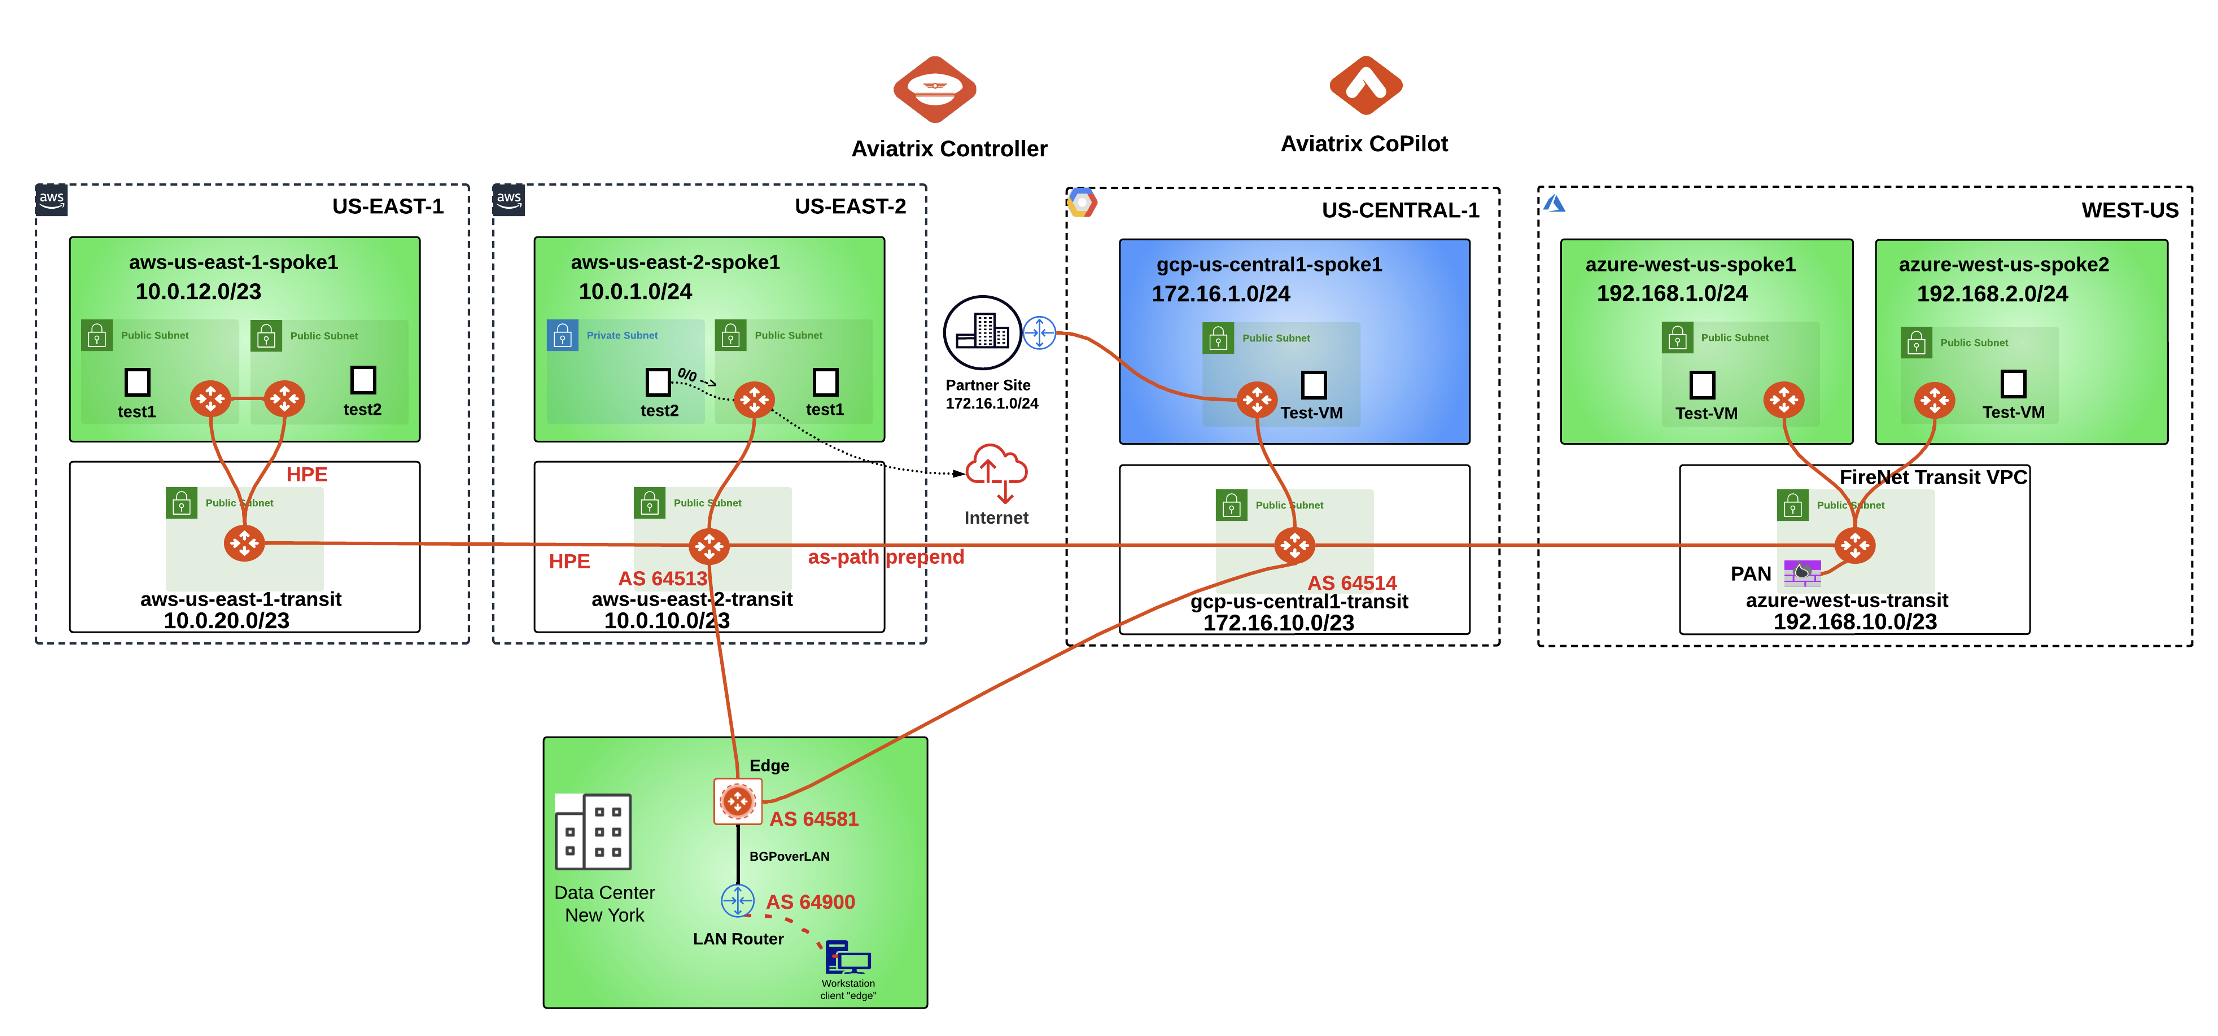 Aviatrix Controller
Aviatrix CoPilot
aws
US-EAST-1
aws-us-east-1-spoke1
10.0.12.0/23
Public Subnet
Public Subnet
test1
test2
HPE
Public Subnet
aws-us-east-1-transit
10.0.20.0/23
aws
US-EAST-2
aws-us-east-2-spoke1
10.0.1.0/24
Private Subnet
Public Subnet
0/0 -->
test2
test1
Public Subnet
HPE
AS 64513
as-path prepend
aws-us-east-2-transit
10.0.10.0/23
Partner Site
172.16.1.0/24
Internet
US-CENTRAL-1
gcp-us-central1-spoke1
172.16.1.0/24
Public Subnet
Test-VM
Public Subnet
AS 64514
gcp-us-central1-transit
172.16.10.0/23
WEST-US
azure-west-us-spoke1
192.168.1.0/24
Public Subnet
Test-VM
azure-west-us-spoke2
192.168.2.0/24
Public Subnet
Test-VM
FireNet Transit VPC
Public Subnet
PAN
azure-west-us-transit
192.168.10.0/23
Edge
AS 64581
BGPoverLAN
Data Center
New York
AS 64900
LAN Router
Workstation
client "edge"